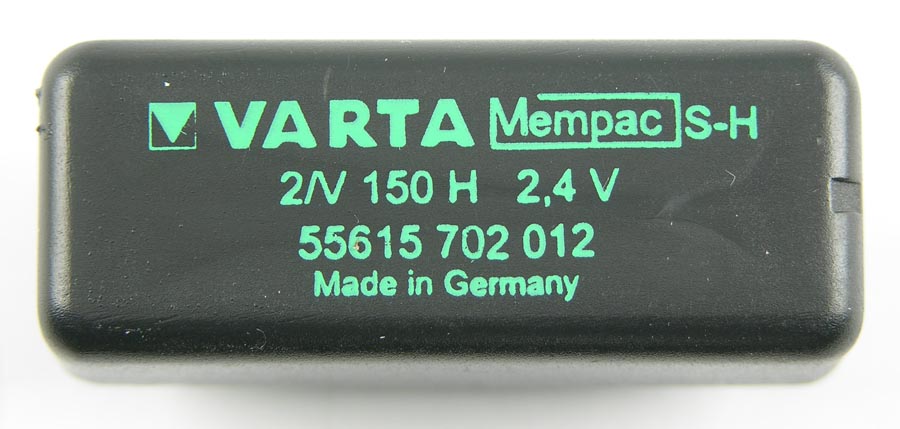 VARTA Mempac S-H
2/V 150 H 2,4 V
55615 702 012
Made in Germany